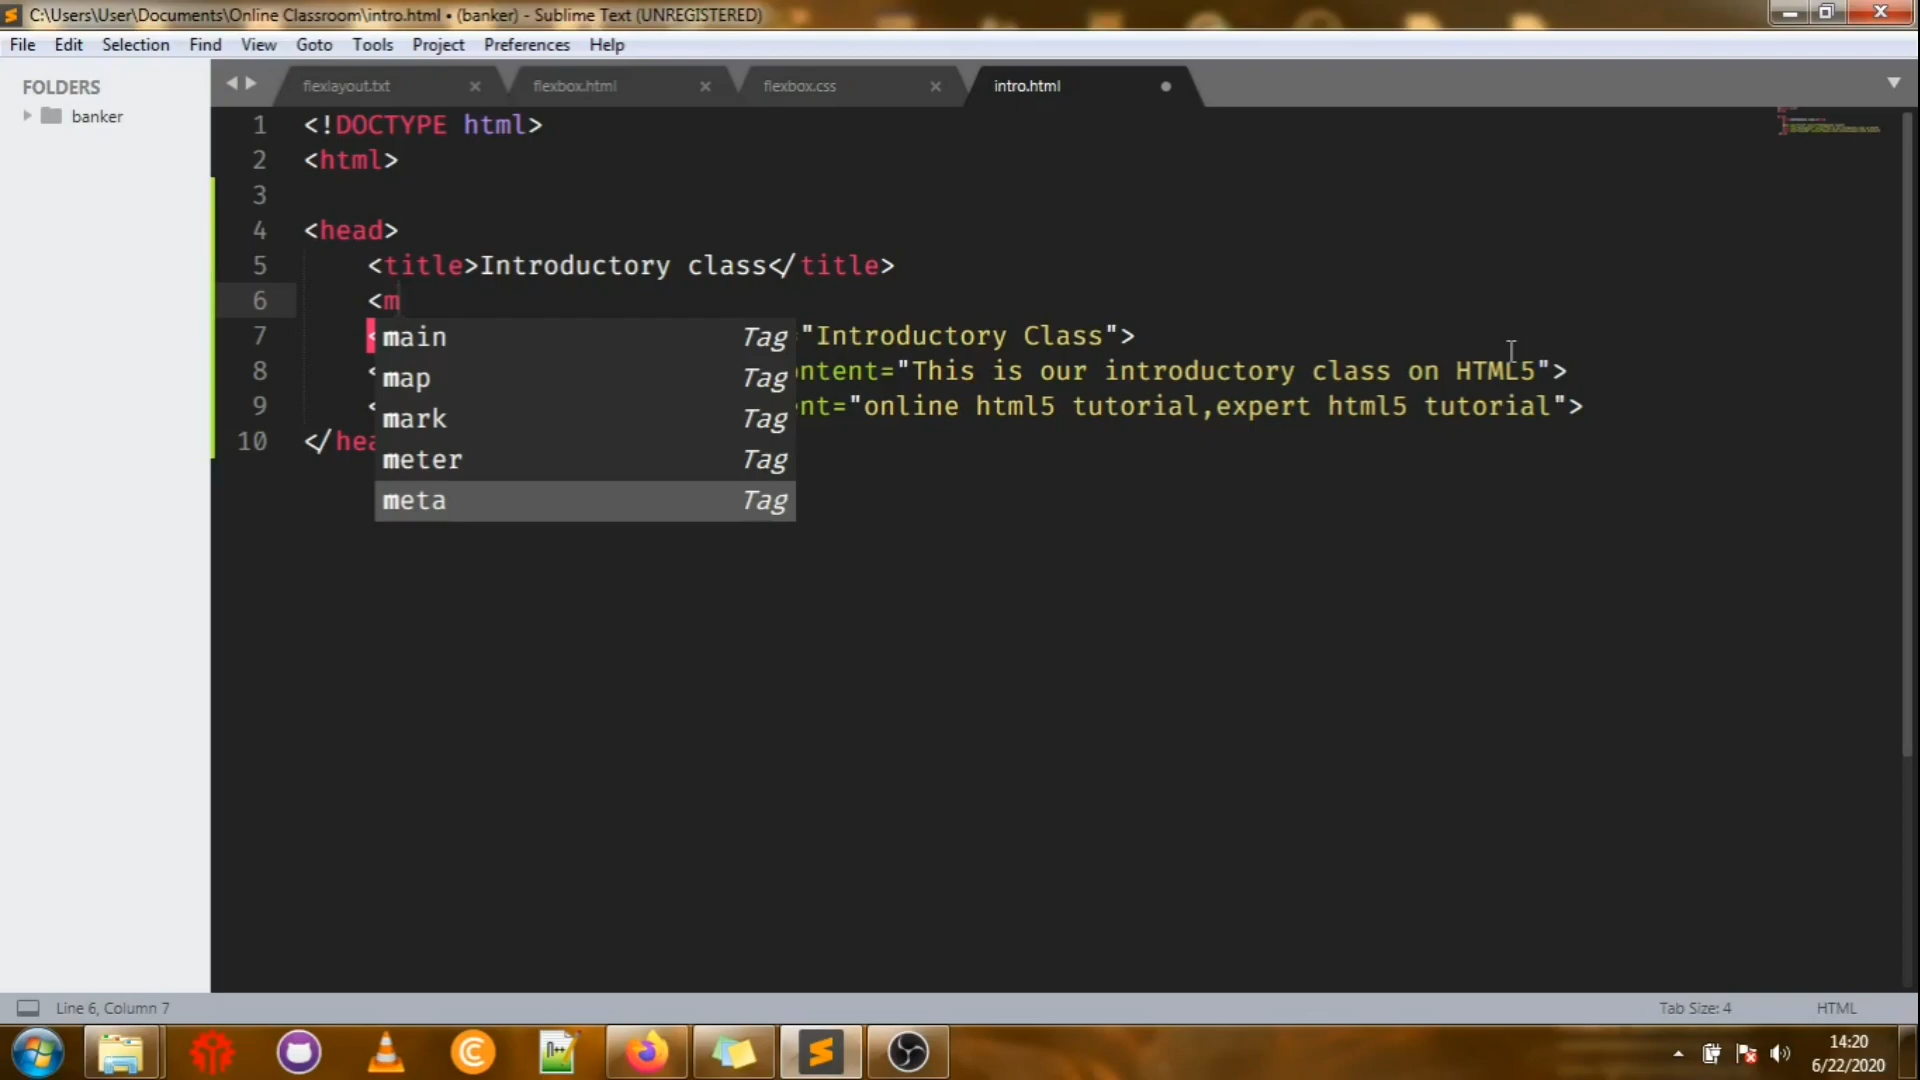 C:\Users\User\Documents\Online Classroom\intro.html • (banker) - Sublime Text (UNREGISTERED)
File Edit Selection Find View Goto Tools Project Preferences Help
FOLDERS
banker
flexlayout.txt flexbox.html flexbox.css intro.html
1 <!DOCTYPE html>
2 <html>
3
4 <head>
5 <title>Introductory class</title>
6 <m
7 < ="Introductory Class">
8 < ontent="This is our introductory class on HTML5">
9 < nt="online html5 tutorial,expert html5 tutorial">
10 </hea
main Tag
map Tag
mark Tag
meter Tag
meta Tag
Line 6, Column 7 Tab Size: 4 HTML
14:20
6/22/2020